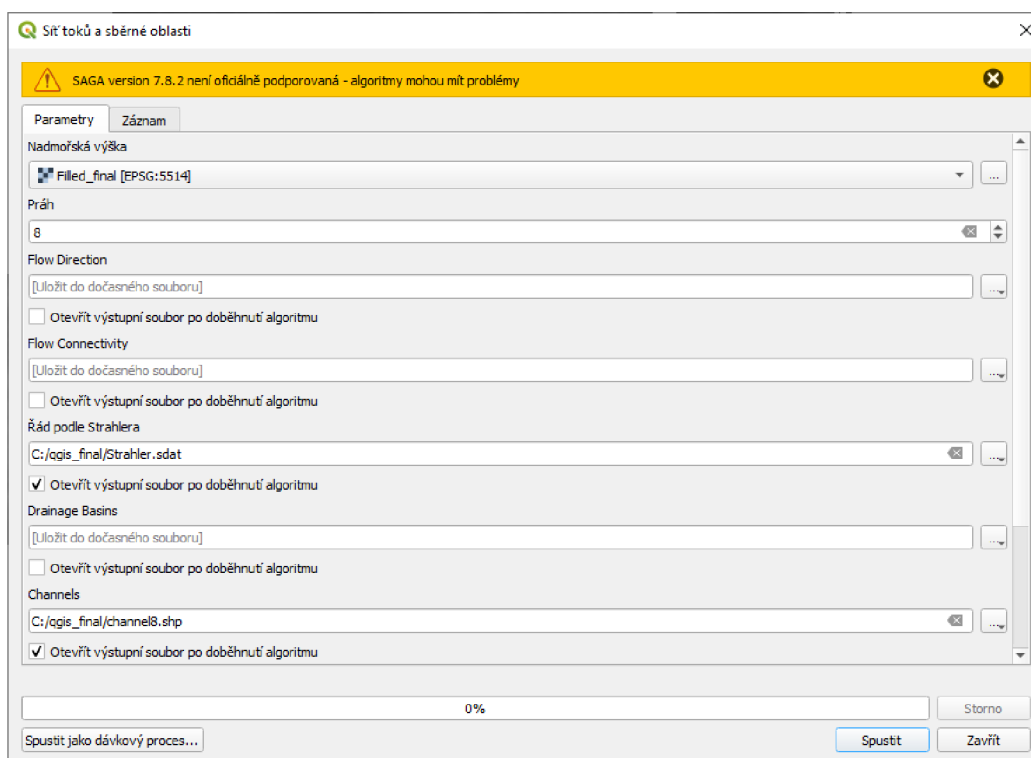 Síť toků a sběrné oblasti
SAGA version 7.8.2 není oficiálně podporovaná - algoritmy mohou mít problémy
Parametry Záznam
Nadmořská výška
Filled_final [EPSG:5514]
...
Práh
8
Flow Direction
[Uložit do dočasného souboru]
...
Otevřít výstupní soubor po doběhnutí algoritmu
Flow Connectivity
[Uložit do dočasného souboru]
...
Otevřít výstupní soubor po doběhnutí algoritmu
Řád podle Strahlera
C:/qgis_final/Strahler.sdat
...
Otevřít výstupní soubor po doběhnutí algoritmu
Drainage Basins
[Uložit do dočasného souboru]
...
Otevřít výstupní soubor po doběhnutí algoritmu
Channels
C:/qgis_final/channel8.shp
...
Otevřít výstupní soubor po doběhnutí algoritmu
0%
Storno
Spustit jako dávkový proces...
Spustit
Zavřít